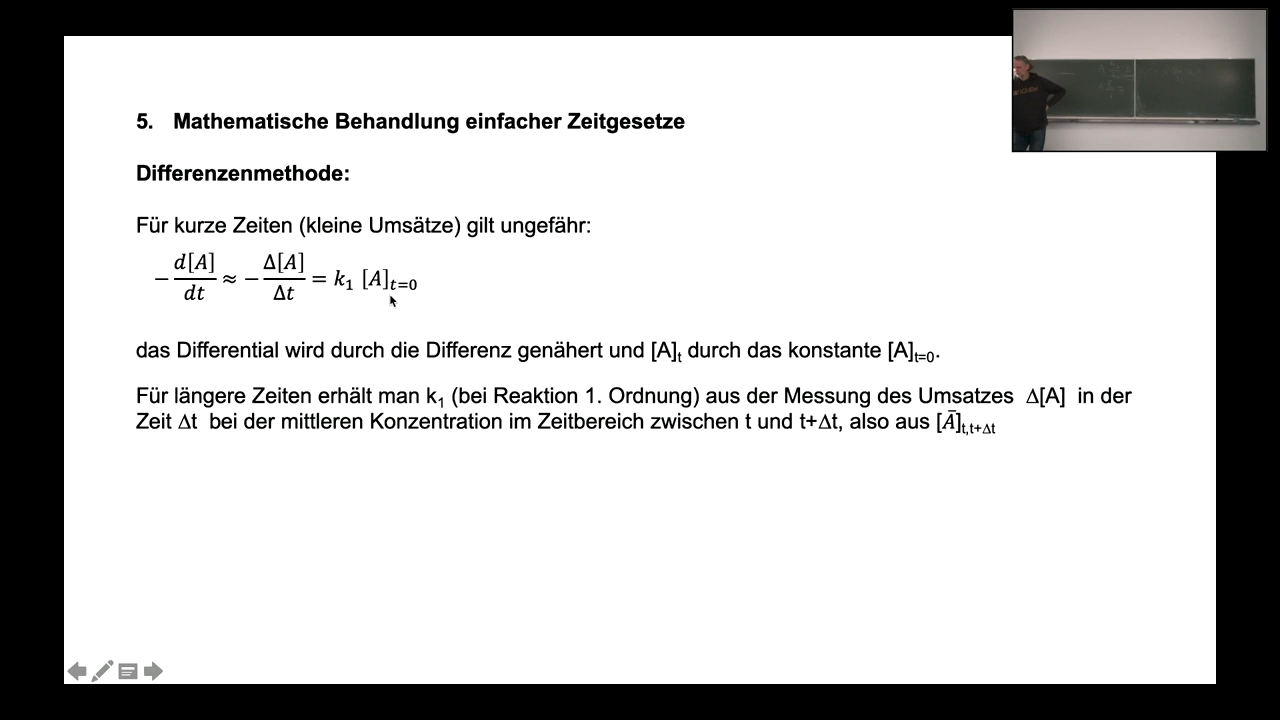 5. Mathematische Behandlung einfacher Zeitgesetze
Differenzenmethode:
Für kurze Zeiten (kleine Umsätze) gilt ungefähr:
−d[A]/dt ≈ −Δ[A]/Δt = k₁ [A]ₜ₌₀
das Differential wird durch die Differenz genähert und [A]ₜ durch das konstante [A]ₜ₌₀.
Für längere Zeiten erhält man k₁ (bei Reaktion 1. Ordnung) aus der Messung des Umsatzes Δ[A] in der
Zeit Δt bei der mittleren Konzentration im Zeitbereich zwischen t und t+Δt, also aus [Ā]t,t+Δt